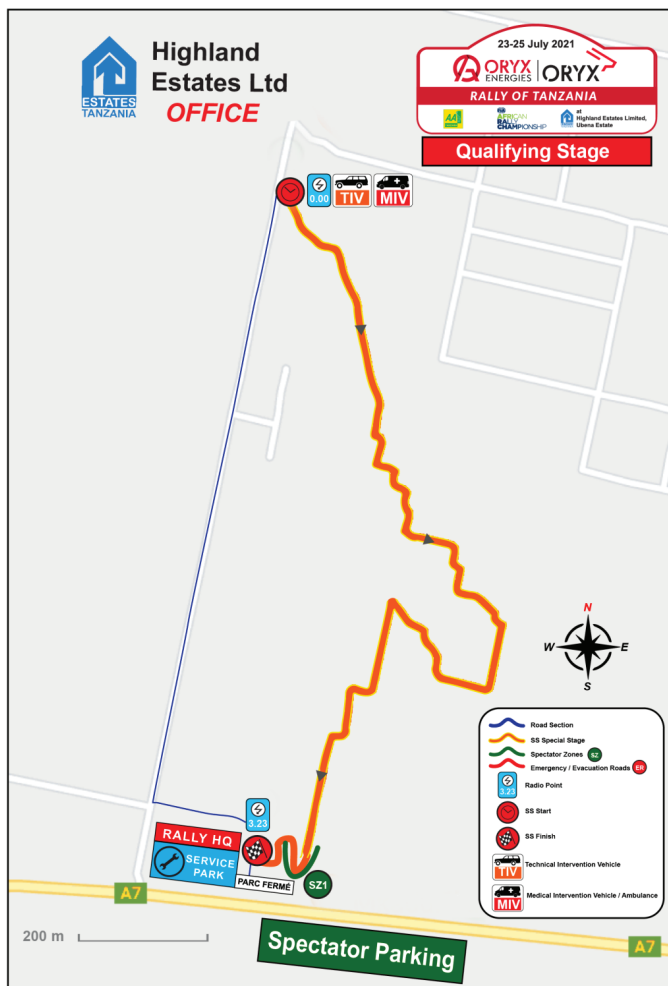 Highland
Estates Ltd
OFFICE
ESTATES
TANZANIA
23-25 July 2021
ORYX
ENERGIES
ORYX
RALLY OF TANZANIA
AA
FIA
AFRICAN
RALLY
CHAMPIONSHIP
at
Highland Estates Limited,
Ubena Estate
Qualifying Stage
0.00
TIV
MIV
N
W
E
S
Road Section
SS Special Stage
Spectator Zones
SZ
Emergency / Evacuation Roads
ER
3.23
Radio Point
SS Start
SS Finish
TIV
Technical Intervention Vehicle
MIV
Medical Intervention Vehicle / Ambulance
3.23
RALLY HQ
SERVICE
PARK
PARC FERMÉ
SZ1
A7
200 m
Spectator Parking
A7